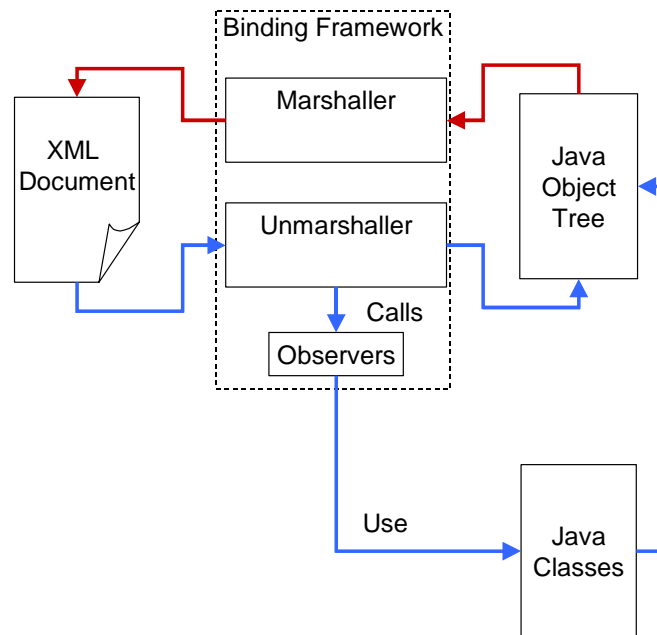 Binding Framework
Marshaller
XML
Document
Java
Object
Tree
Unmarshaller
Calls
Observers
Use
Java
Classes